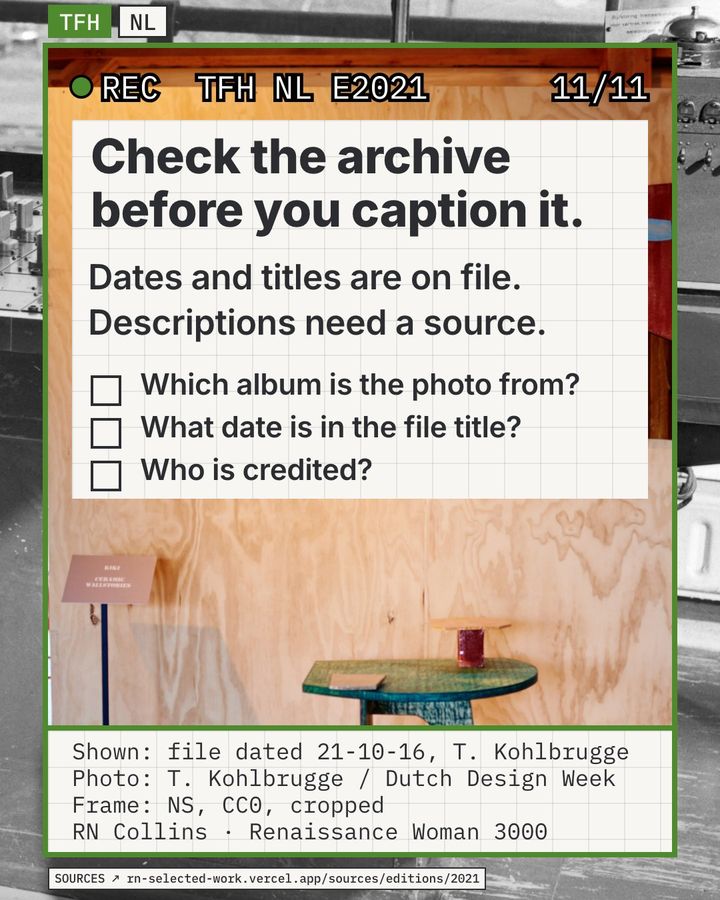 TFH NL
REC TFH NL E2021 11/11
Check the archive
before you caption it.
Dates and titles are on file.
Descriptions need a source.
Which album is the photo from?
What date is in the file title?
Who is credited?
KIKI
CERAMIC
WALLSTORIES
Shown: file dated 21-10-16, T. Kohlbrugge
Photo: T. Kohlbrugge / Dutch Design Week
Frame: NS, CC0, cropped
RN Collins · Renaissance Woman 3000
SOURCES ↗ rn-selected-work.vercel.app/sources/editions/2021